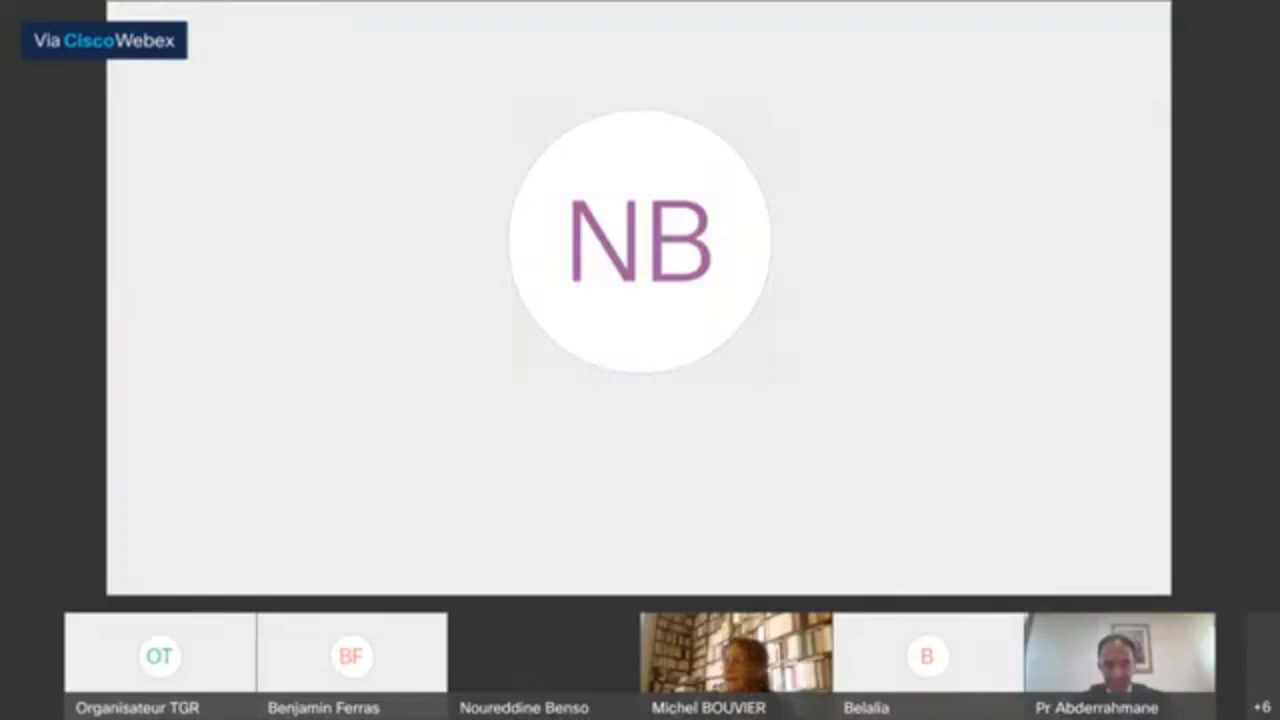 Via CiscoWebex
NB
OT
BF
B
Organisateur TGR
Benjamin Ferras
Noureddine Benso
Michel BOUVIER
Belalia
Pr Abderrahmane
+6